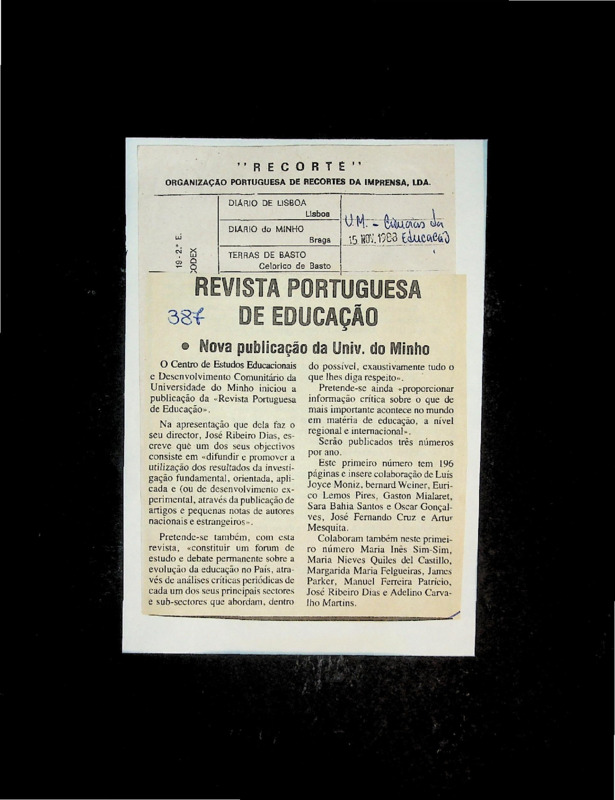 "RECORTE"
ORGANIZAÇÃO PORTUGUESA DE RECORTES DA IMPRENSA, LDA.
19 - 2.º E.
CODEX
DIÁRIO DE LISBOA
Lisboa
DIÁRIO do MINHO
Braga
TERRAS DE BASTO
Celorico de Basto
U.M. - Ciências da
15 NOV. 1988 Educação
REVISTA PORTUGUESA
DE EDUCAÇÃO
387
● Nova publicação da Univ. do Minho
O Centro de Estudos Educacionais
e Desenvolvimento Comunitário da
Universidade do Minho iniciou a
publicação da «Revista Portuguesa
de Educação».
Na apresentação que dela faz o
seu director, José Ribeiro Dias, es-
creve que um dos seus objectivos
consiste em «difundir e promover a
utilização dos resultados da investi-
gação fundamental, orientada, apli-
cada e (ou de desenvolvimento ex-
perimental, através da publicação de
artigos e pequenas notas de autores
nacionais e estrangeiros».
Pretende-se também, com esta
revista, «constituir um forum de
estudo e debate permanente sobre a
evolução da educação no País, atra-
vés de análises críticas periódicas de
cada um dos seus principais sectores
e sub-sectores que abordam, dentro
do possível, exaustivamente tudo o
que lhes diga respeito».
Pretende-se ainda «proporcionar
informação crítica sobre o que de
mais importante acontece no mundo
em matéria de educação, a nível
regional e internacional».
Serão publicados três números
por ano.
Este primeiro número tem 196
páginas e insere colaboração de Luis
Joyce Moniz, bernard Weiner, Euri-
co Lemos Pires, Gaston Mialaret,
Sara Bahia Santos e Oscar Gonçal-
ves, José Fernando Cruz e Artur
Mesquita.
Colaboram também neste primei-
ro número Maria Inês Sim-Sim,
Maria Nieves Quiles del Castillo,
Margarida Maria Felgueiras, James
Parker, Manuel Ferreira Patrício,
José Ribeiro Dias e Adelino Carva-
lho Martins.